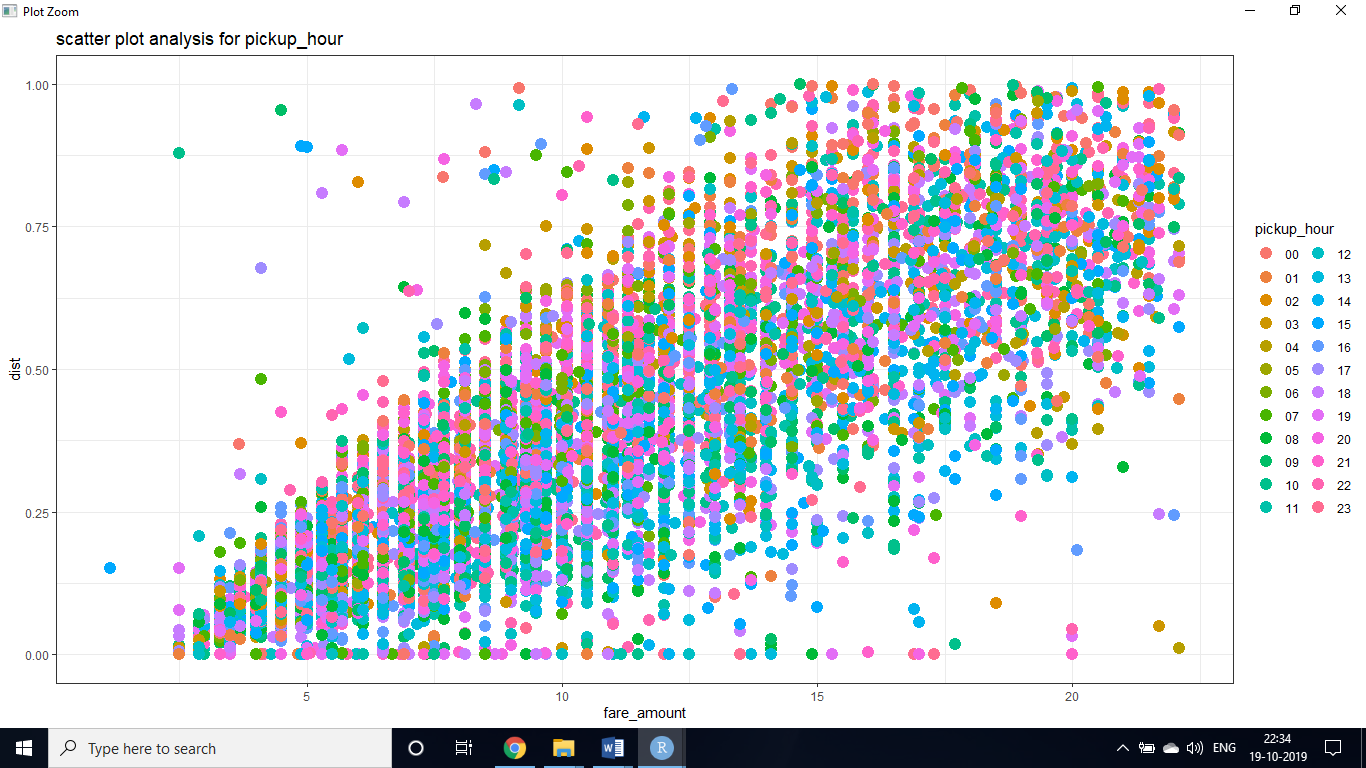 Plot Zoom
scatter plot analysis for pickup_hour
1.00
0.75
0.50
0.25
0.00
dist
5 10 15 20
fare_amount
pickup_hour
00 12
01 13
02 14
03 15
04 16
05 17
06 18
07 19
08 20
09 21
10 22
11 23
Type here to search
W
R
ENG
22:34
19-10-2019